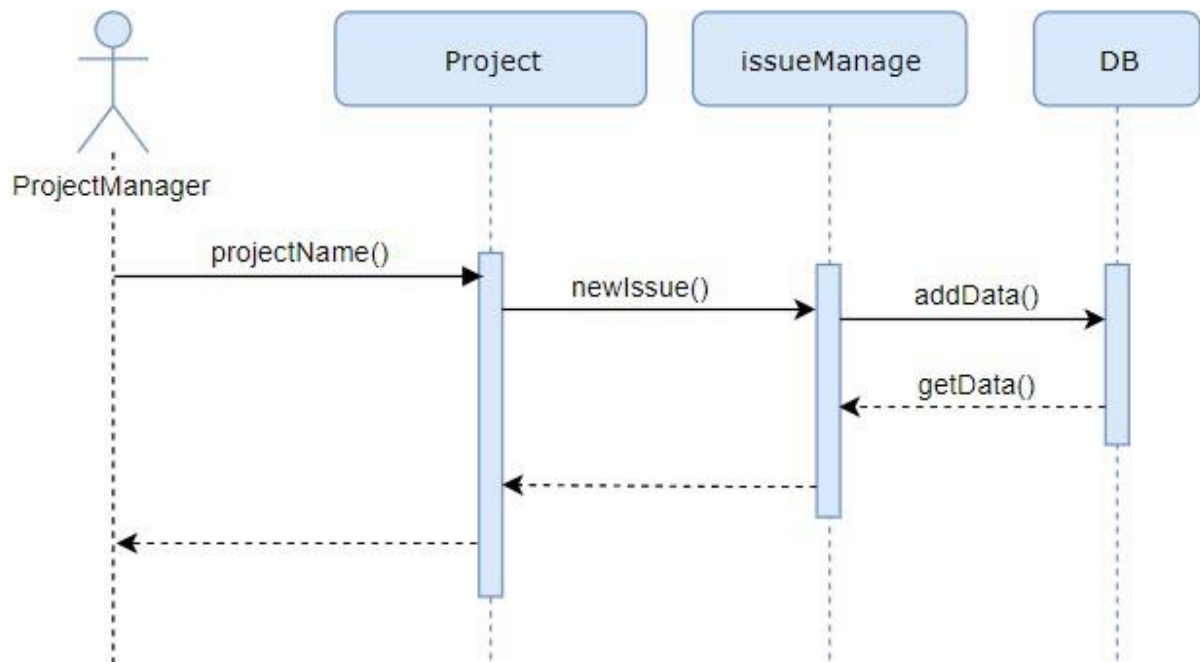 Project
issueManage
DB
ProjectManager
projectName()
newIssue()
addData()
getData()